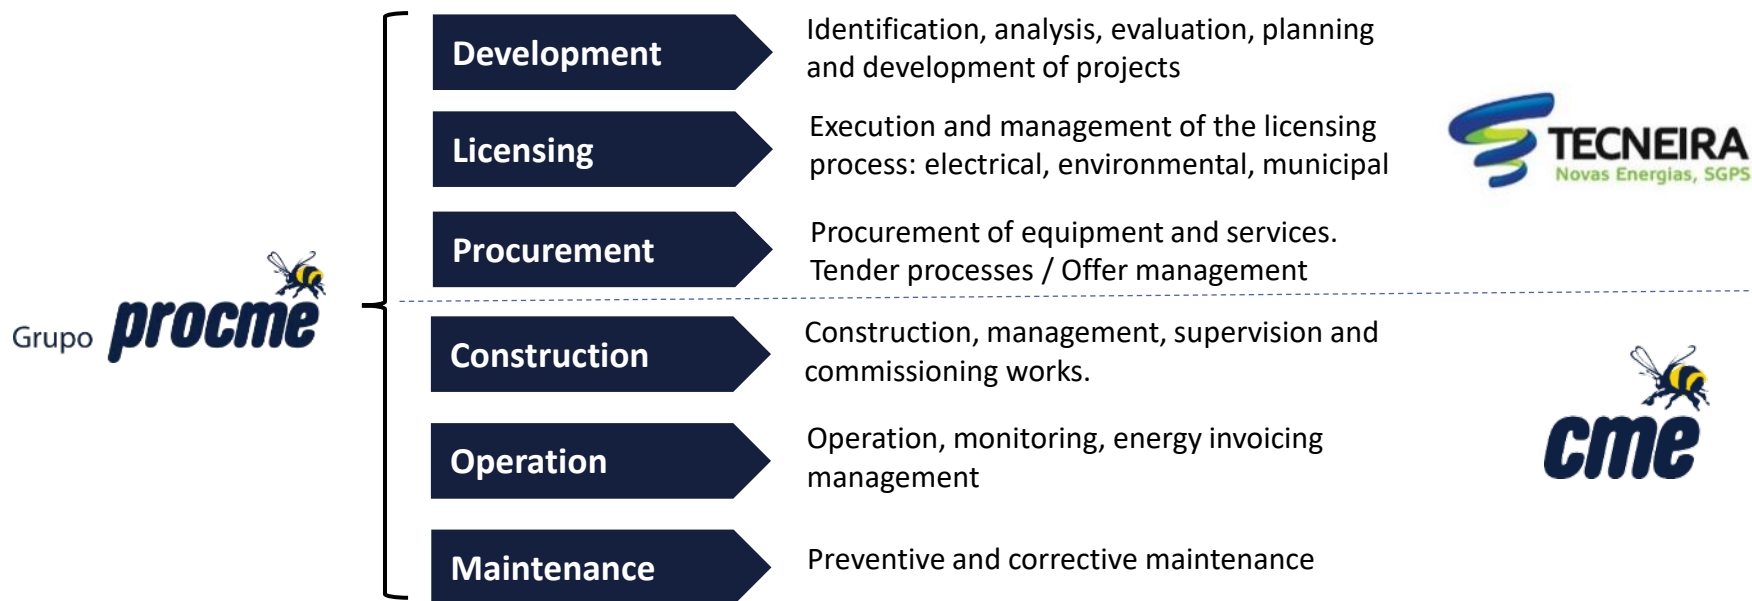 Development
Identification, analysis, evaluation, planning
and development of projects
Licensing
Execution and management of the licensing
process: electrical, environmental, municipal
TECNEIRA
Novas Energias, SGPS
Procurement
Procurement of equipment and services.
Tender processes / Offer management
Grupo procme
Construction
Construction, management, supervision and
commissioning works.
cme
Operation
Operation, monitoring, energy invoicing
management
Maintenance
Preventive and corrective maintenance